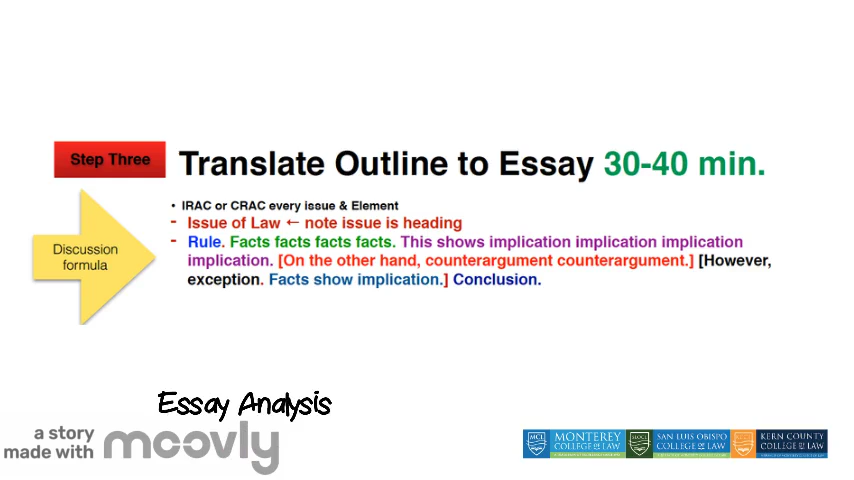 Step Three
Translate Outline to Essay 30-40 min.
• IRAC or CRAC every issue & Element
- Issue of Law ← note issue is heading
Discussion
formula
- Rule. Facts facts facts facts. This shows implication implication implication
implication. [On the other hand, counterargument counterargument.] [However,
exception. Facts show implication.] Conclusion.
Essay Analysis
a story
made with moovly
MCL MONTEREY
COLLEGE OF LAW
SLOCL SAN LUIS OBISPO
COLLEGE OF LAW
KERN COUNTY
COLLEGE OF LAW